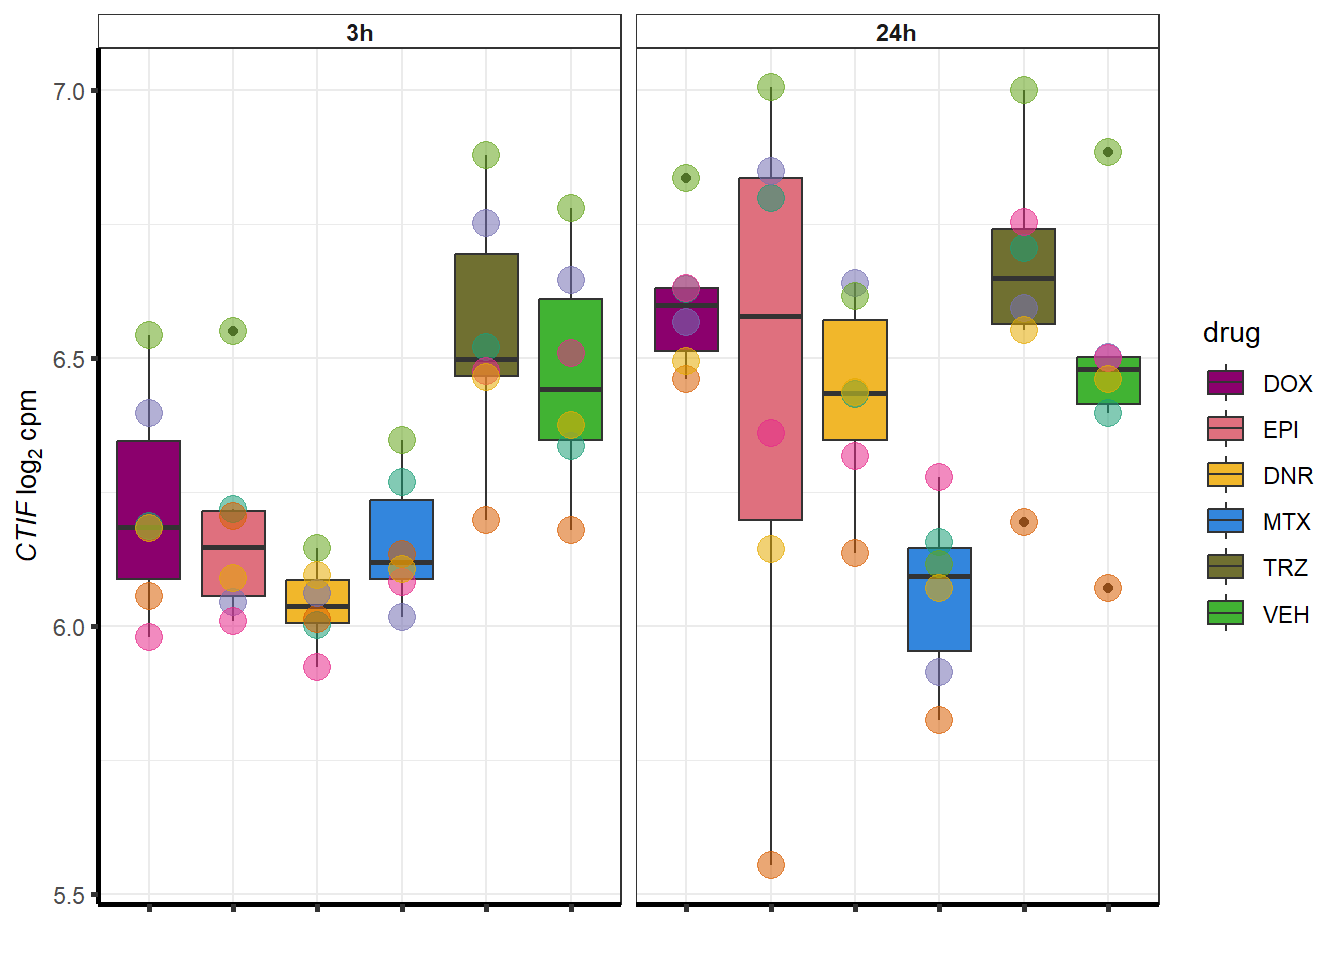 3h
24h
7.0
6.5
6.0
5.5
CTIF log₂ cpm
drug
DOX
EPI
DNR
MTX
TRZ
VEH